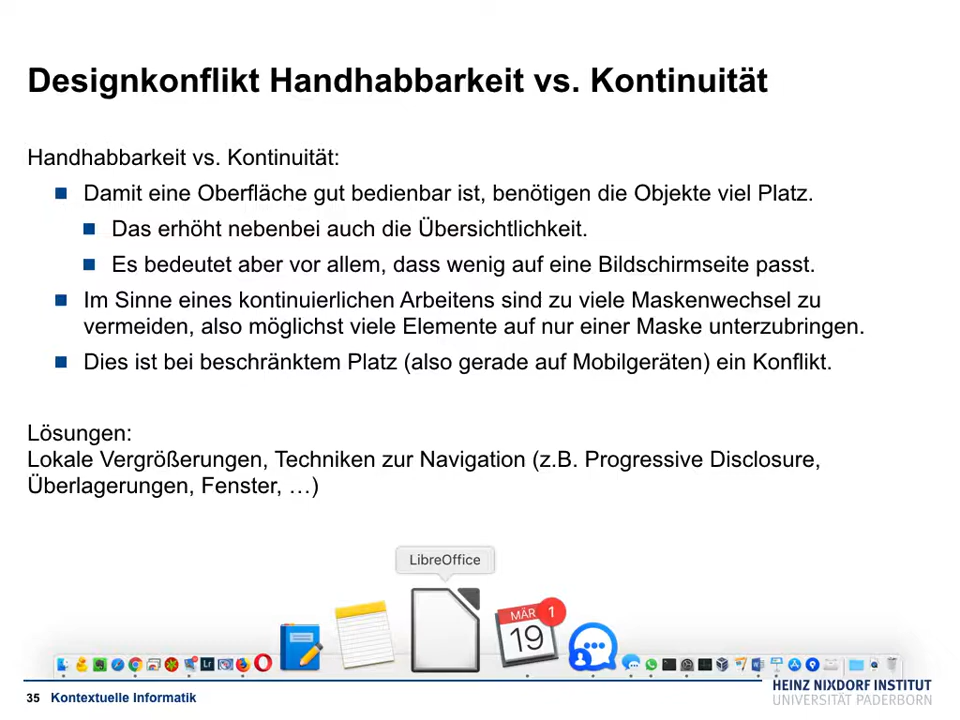 Designkonflikt Handhabbarkeit vs. Kontinuität
Handhabbarkeit vs. Kontinuität:
Damit eine Oberfläche gut bedienbar ist, benötigen die Objekte viel Platz.
Das erhöht nebenbei auch die Übersichtlichkeit.
Es bedeutet aber vor allem, dass wenig auf eine Bildschirmseite passt.
Im Sinne eines kontinuierlichen Arbeitens sind zu viele Maskenwechsel zu
vermeiden, also möglichst viele Elemente auf nur einer Maske unterzubringen.
Dies ist bei beschränktem Platz (also gerade auf Mobilgeräten) ein Konflikt.
Lösungen:
Lokale Vergrößerungen, Techniken zur Navigation (z.B. Progressive Disclosure,
Überlagerungen, Fenster, …)
LibreOffice
MÄR 1
19
Lr
35 Kontextuelle Informatik
HEINZ NIXDORF INSTITUT
UNIVERSITÄT PADERBORN